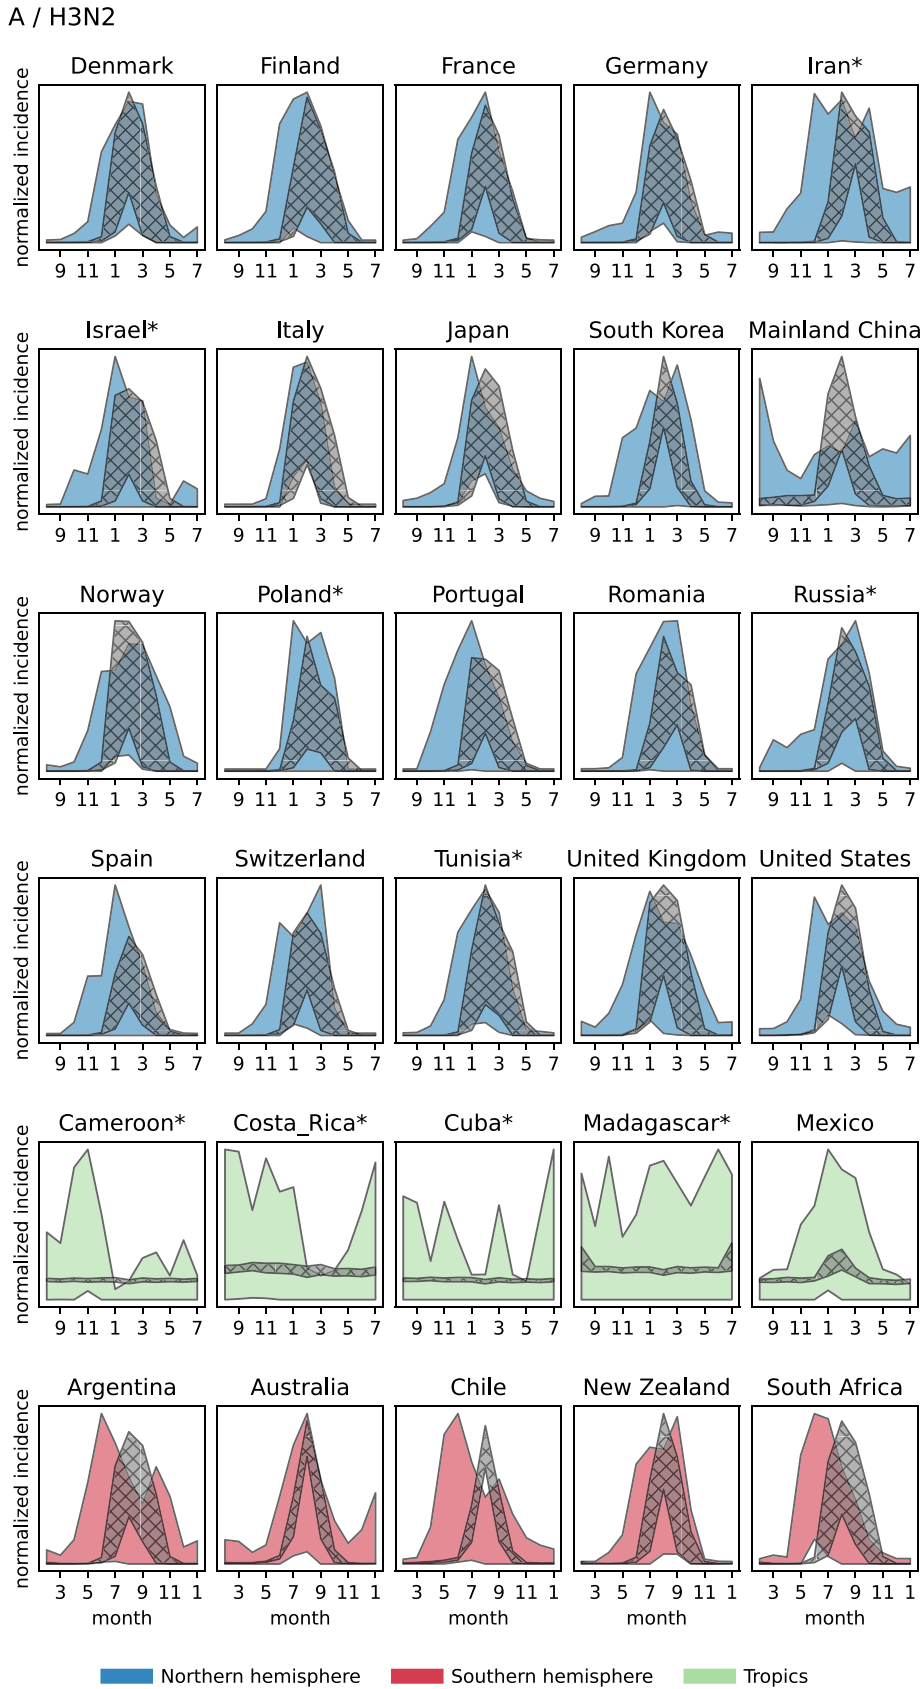 A / H3N2
Denmark Finland France Germany Iran*
normalized incidence
9 11 1 3 5 7 9 11 1 3 5 7 9 11 1 3 5 7 9 11 1 3 5 7 9 11 1 3 5 7
Israel* Italy Japan South Korea Mainland China
normalized incidence
9 11 1 3 5 7 9 11 1 3 5 7 9 11 1 3 5 7 9 11 1 3 5 7 9 11 1 3 5 7
Norway Poland* Portugal Romania Russia*
normalized incidence
9 11 1 3 5 7 9 11 1 3 5 7 9 11 1 3 5 7 9 11 1 3 5 7 9 11 1 3 5 7
Spain Switzerland Tunisia* United Kingdom United States
normalized incidence
9 11 1 3 5 7 9 11 1 3 5 7 9 11 1 3 5 7 9 11 1 3 5 7 9 11 1 3 5 7
Cameroon* Costa_Rica* Cuba* Madagascar* Mexico
normalized incidence
9 11 1 3 5 7 9 11 1 3 5 7 9 11 1 3 5 7 9 11 1 3 5 7 9 11 1 3 5 7
Argentina Australia Chile New Zealand South Africa
normalized incidence
3 5 7 9 11 1 3 5 7 9 11 1 3 5 7 9 11 1 3 5 7 9 11 1 3 5 7 9 11 1
month month month month month
Northern hemisphere Southern hemisphere Tropics